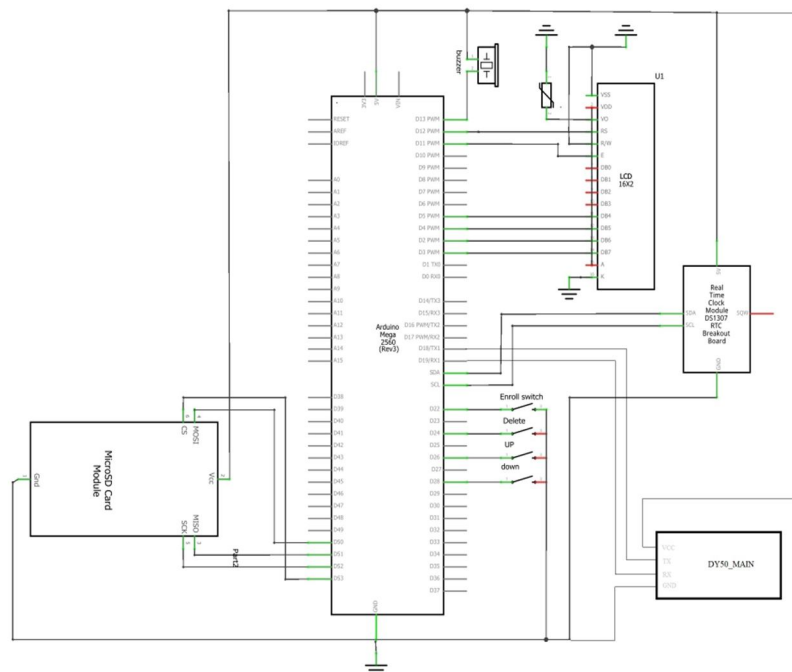 buzzer
3V3
5V
VIN
RESET
AREF
IOREF
A0
A1
A2
A3
A4
A5
A6
A7
A8
A9
A10
A11
A12
A13
A14
A15
D38
D39
D40
D41
D42
D43
D44
D45
D46
D47
D48
D49
D50
D51
D52
D53
Arduino
Mega
2560
(Rev3)
D13 PWM
D12 PWM
D11 PWM
D10 PWM
D9 PWM
D8 PWM
D7 PWM
D6 PWM
D5 PWM
D4 PWM
D2 PWM
D3 PWM
D1 TX0
D0 RX0
D14/TX3
D15/RX3
D16 PWM/TX2
D17 PWM/RX2
D18/TX1
D19/RX1
SDA
SCL
D22
D23
D24
D25
D26
D27
D28
D29
D30
D31
D32
D33
D34
D35
D36
D37
GND
U1
VSS
VDD
VO
RS
R/W
E
DB0
DB1
DB2
DB3
DB4
DB5
DB6
DB7
A
K
LCD
16X2
Real
Time
Clock
Module
DS1307
RTC
Breakout
Board
5V
SDA
SCL
SQW
GND
Enroll switch
Delete
UP
down
MicroSD Card
Module
CS
MOSI
Gnd
Vcc
SCK
MISO
Part2
VCC
TX
RX
GND
DY50_MAIN